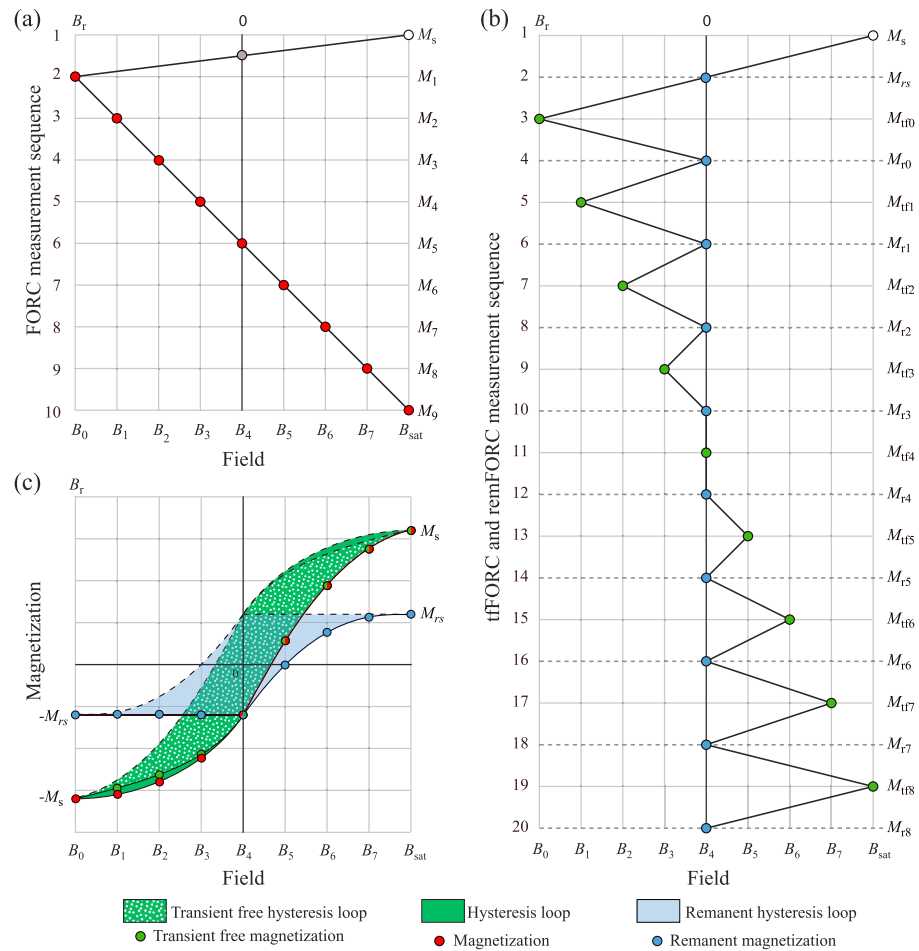 (a)
B_r 0
1 M_s
2 M_1
3 M_2
4 M_3
5 M_4
6 M_5
7 M_6
8 M_7
9 M_8
10 M_9
FORC measurement sequence
B_0 B_1 B_2 B_3 B_4 B_5 B_6 B_7 B_sat
Field
(b)
B_r 0
1 M_s
2 M_rs
3 M_tf0
4 M_r0
5 M_tf1
6 M_r1
7 M_tf2
8 M_r2
9 M_tf3
10 M_r3
11 M_tf4
12 M_r4
13 M_tf5
14 M_r5
15 M_tf6
16 M_r6
17 M_tf7
18 M_r7
19 M_tf8
20 M_r8
tfFORC and remFORC measurement sequence
B_0 B_1 B_2 B_3 B_4 B_5 B_6 B_7 B_sat
Field
(c)
B_r
M_s
M_rs
0
0
-M_rs
-M_s
Magnetization
B_0 B_1 B_2 B_3 B_4 B_5 B_6 B_7 B_sat
Field
Transient free hysteresis loop Hysteresis loop Remanent hysteresis loop
Transient free magnetization Magnetization Remanent magnetization